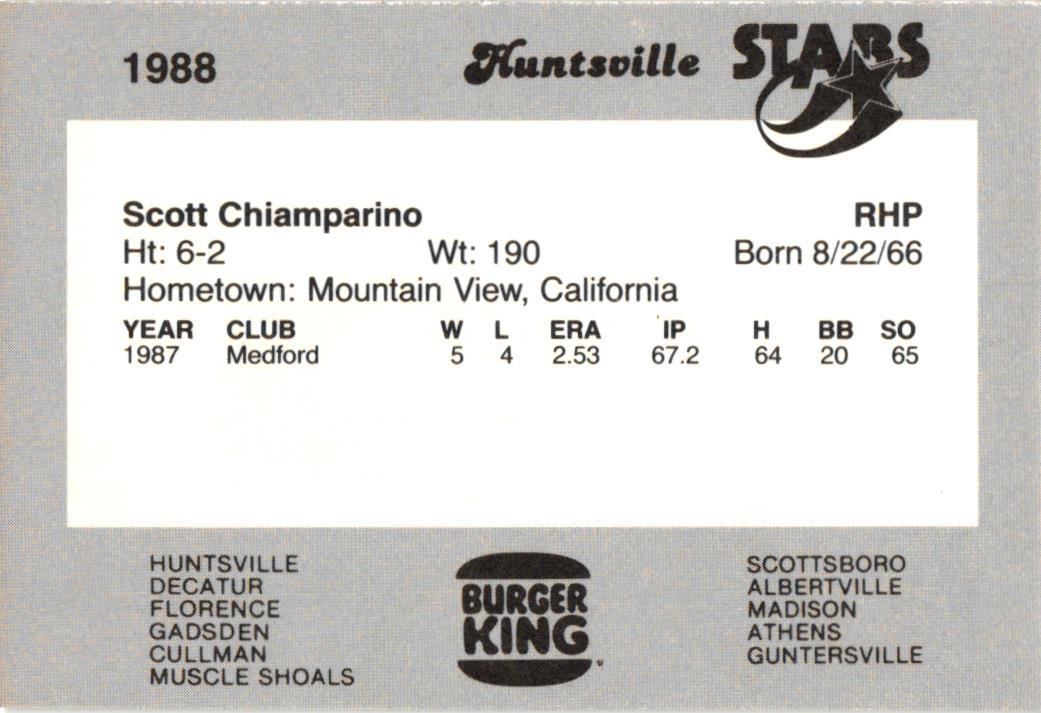 1988 Huntsville STARS
Scott Chiamparino RHP
Ht: 6-2 Wt: 190 Born 8/22/66
Hometown: Mountain View, California
YEAR CLUB W L ERA IP H BB SO
1987 Medford 5 4 2.53 67.2 64 20 65
HUNTSVILLE
DECATUR
FLORENCE
GADSDEN
CULLMAN
MUSCLE SHOALS
BURGER
KING
SCOTTSBORO
ALBERTVILLE
MADISON
ATHENS
GUNTERSVILLE